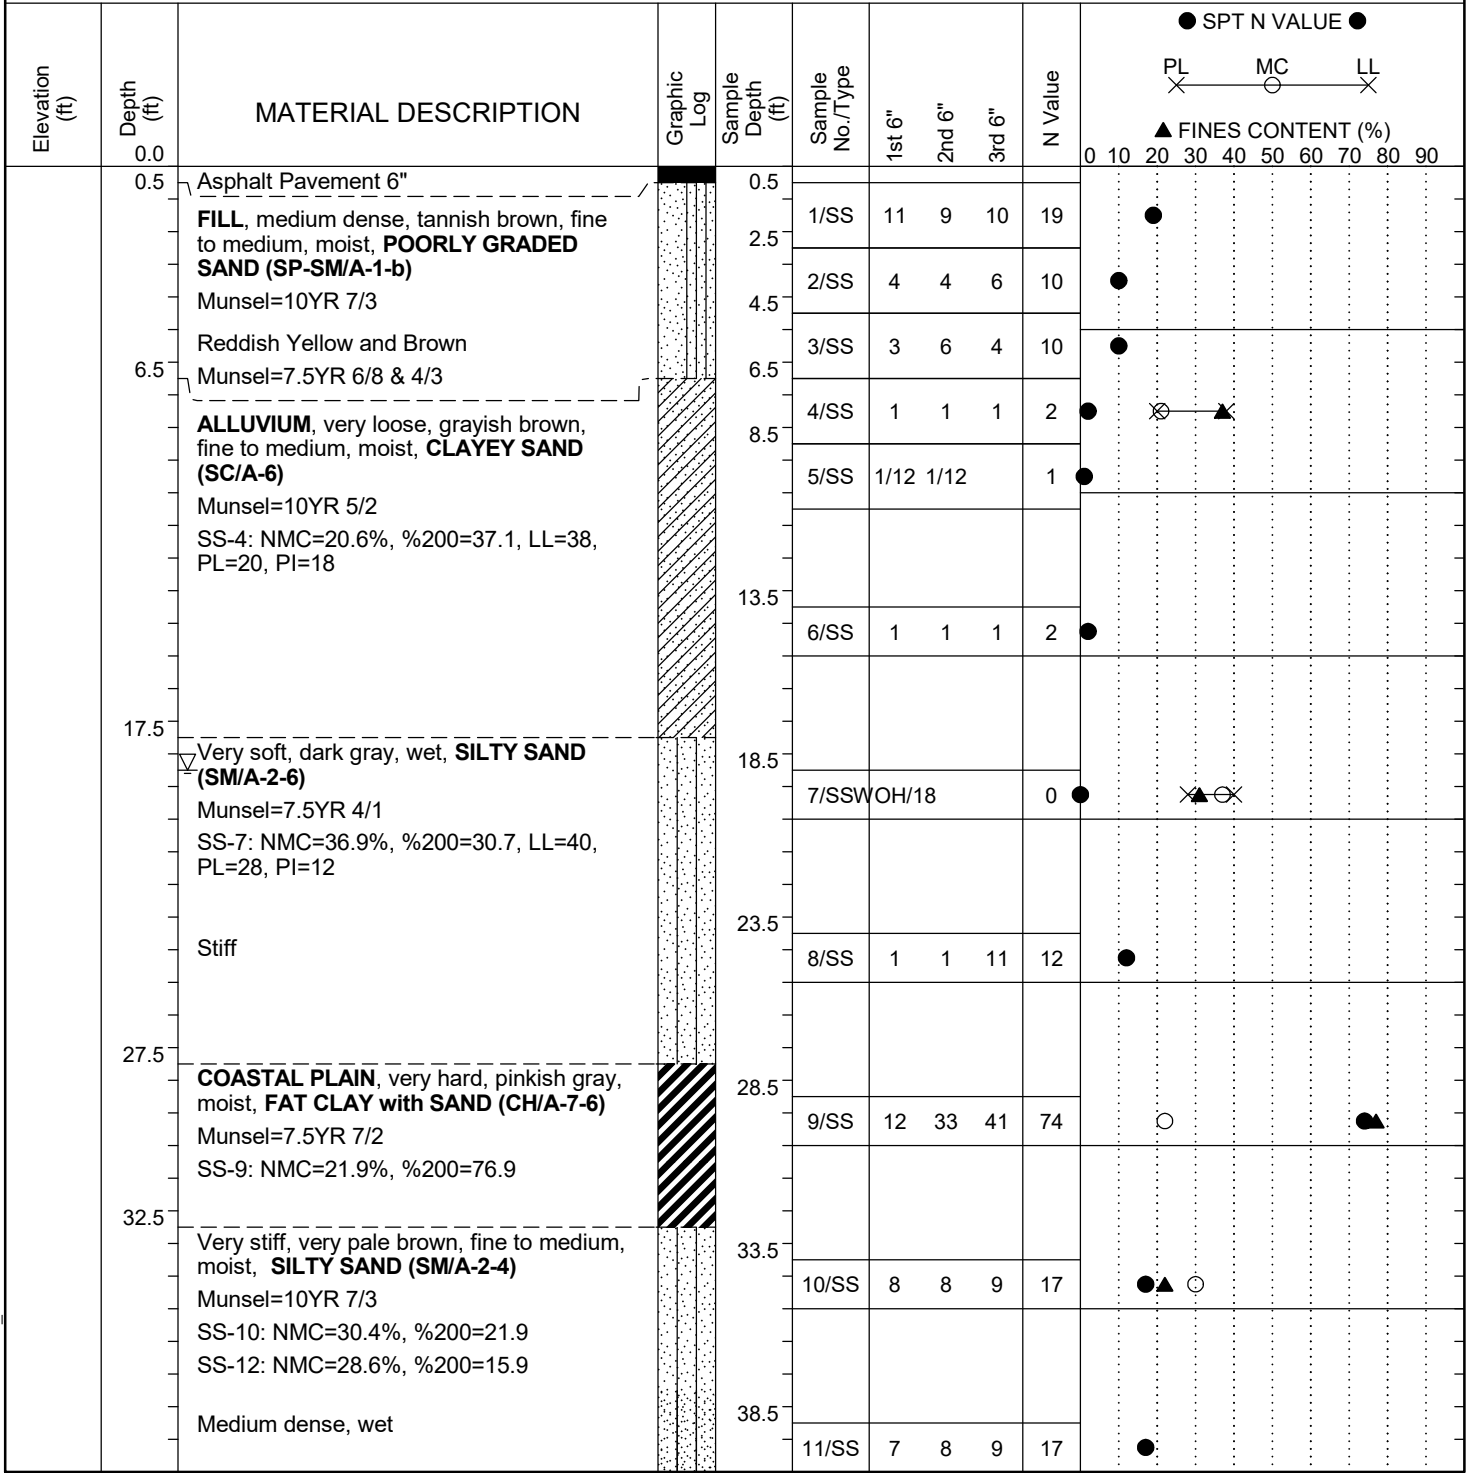 ● SPT N VALUE ●
PL MC LL
▲ FINES CONTENT (%)
0 10 20 30 40 50 60 70 80 90
Elevation (ft)
Depth (ft)
0.0
MATERIAL DESCRIPTION
Graphic Log
Sample Depth (ft)
Sample No./Type
1st 6"
2nd 6"
3rd 6"
N Value
0.5 Asphalt Pavement 6" 0.5
FILL, medium dense, tannish brown, fine
to medium, moist, POORLY GRADED
SAND (SP-SM/A-1-b)
1/SS 11 9 10 19
2.5
Munsel=10YR 7/3
2/SS 4 4 6 10
4.5
Reddish Yellow and Brown
3/SS 3 6 4 10
6.5 Munsel=7.5YR 6/8 & 4/3 6.5
ALLUVIUM, very loose, grayish brown,
fine to medium, moist, CLAYEY SAND
(SC/A-6)
4/SS 1 1 1 2
8.5
5/SS 1/12 1/12 1
Munsel=10YR 5/2
SS-4: NMC=20.6%, %200=37.1, LL=38,
PL=20, PI=18
13.5
6/SS 1 1 1 2
17.5
Very soft, dark gray, wet, SILTY SAND
(SM/A-2-6)
18.5
Munsel=7.5YR 4/1
7/SS WOH/18 0
SS-7: NMC=36.9%, %200=30.7, LL=40,
PL=28, PI=12
23.5
Stiff
8/SS 1 1 11 12
27.5
COASTAL PLAIN, very hard, pinkish gray,
moist, FAT CLAY with SAND (CH/A-7-6)
28.5
Munsel=7.5YR 7/2
9/SS 12 33 41 74
SS-9: NMC=21.9%, %200=76.9
32.5
Very stiff, very pale brown, fine to medium,
moist, SILTY SAND (SM/A-2-4)
33.5
Munsel=10YR 7/3
10/SS 8 8 9 17
SS-10: NMC=30.4%, %200=21.9
SS-12: NMC=28.6%, %200=15.9
38.5
Medium dense, wet
11/SS 7 8 9 17